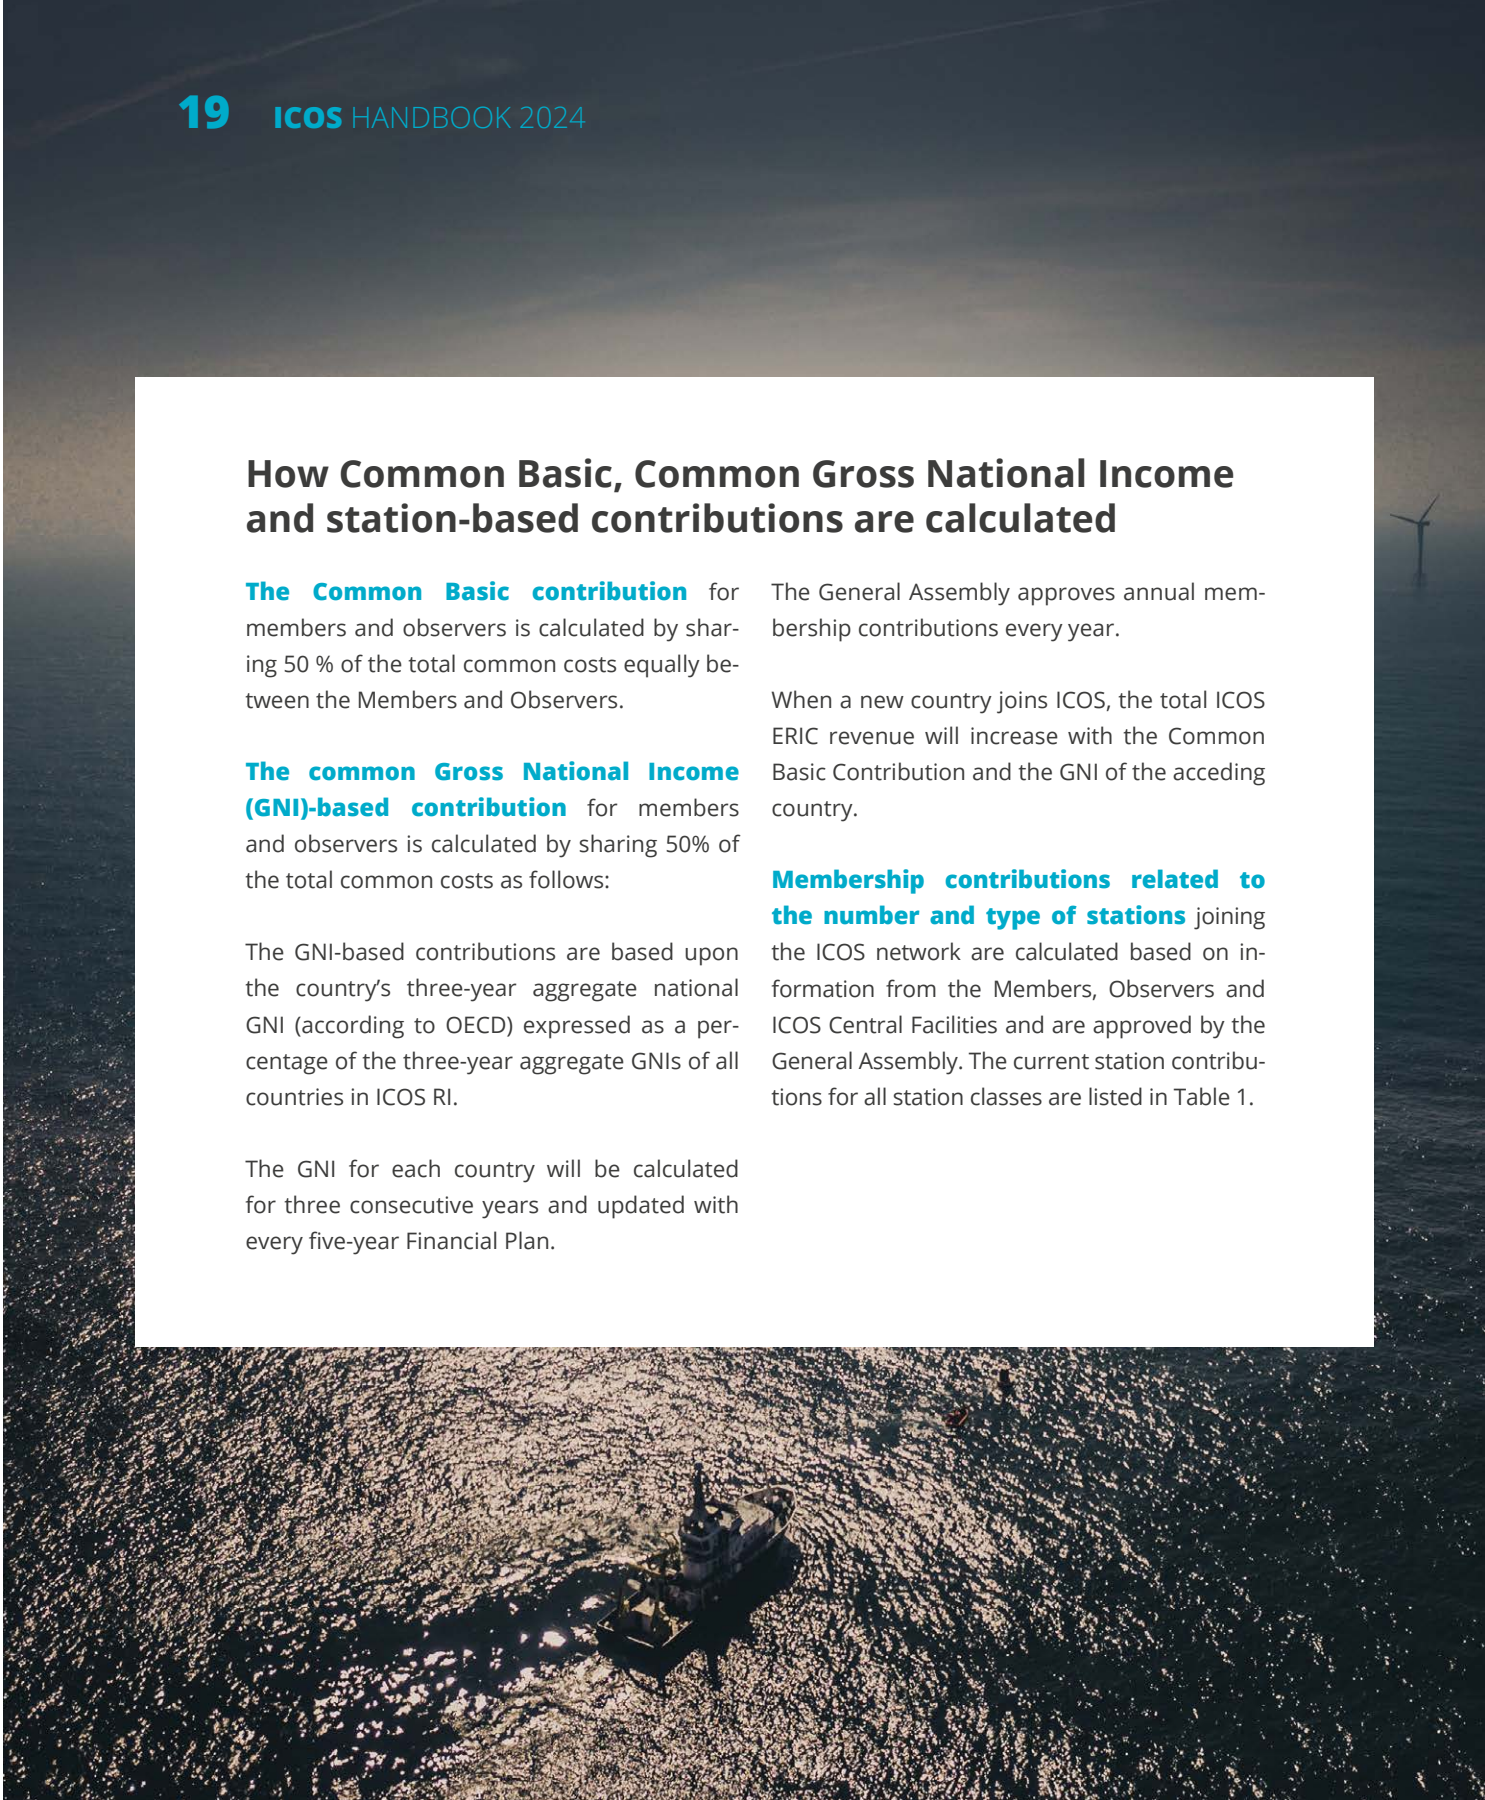 19 ICOS HANDBOOK 2024
How Common Basic, Common Gross National Income
and station-based contributions are calculated
The Common Basic contribution for
members and observers is calculated by shar-
ing 50 % of the total common costs equally be-
tween the Members and Observers.
The common Gross National Income
(GNI)-based contribution for members
and observers is calculated by sharing 50% of
the total common costs as follows:
The GNI-based contributions are based upon
the country’s three-year aggregate national
GNI (according to OECD) expressed as a per-
centage of the three-year aggregate GNIs of all
countries in ICOS RI.
The GNI for each country will be calculated
for three consecutive years and updated with
every five-year Financial Plan.
The General Assembly approves annual mem-
bership contributions every year.
When a new country joins ICOS, the total ICOS
ERIC revenue will increase with the Common
Basic Contribution and the GNI of the acceding
country.
Membership contributions related to
the number and type of stations joining
the ICOS network are calculated based on in-
formation from the Members, Observers and
ICOS Central Facilities and are approved by the
General Assembly. The current station contribu-
tions for all station classes are listed in Table 1.